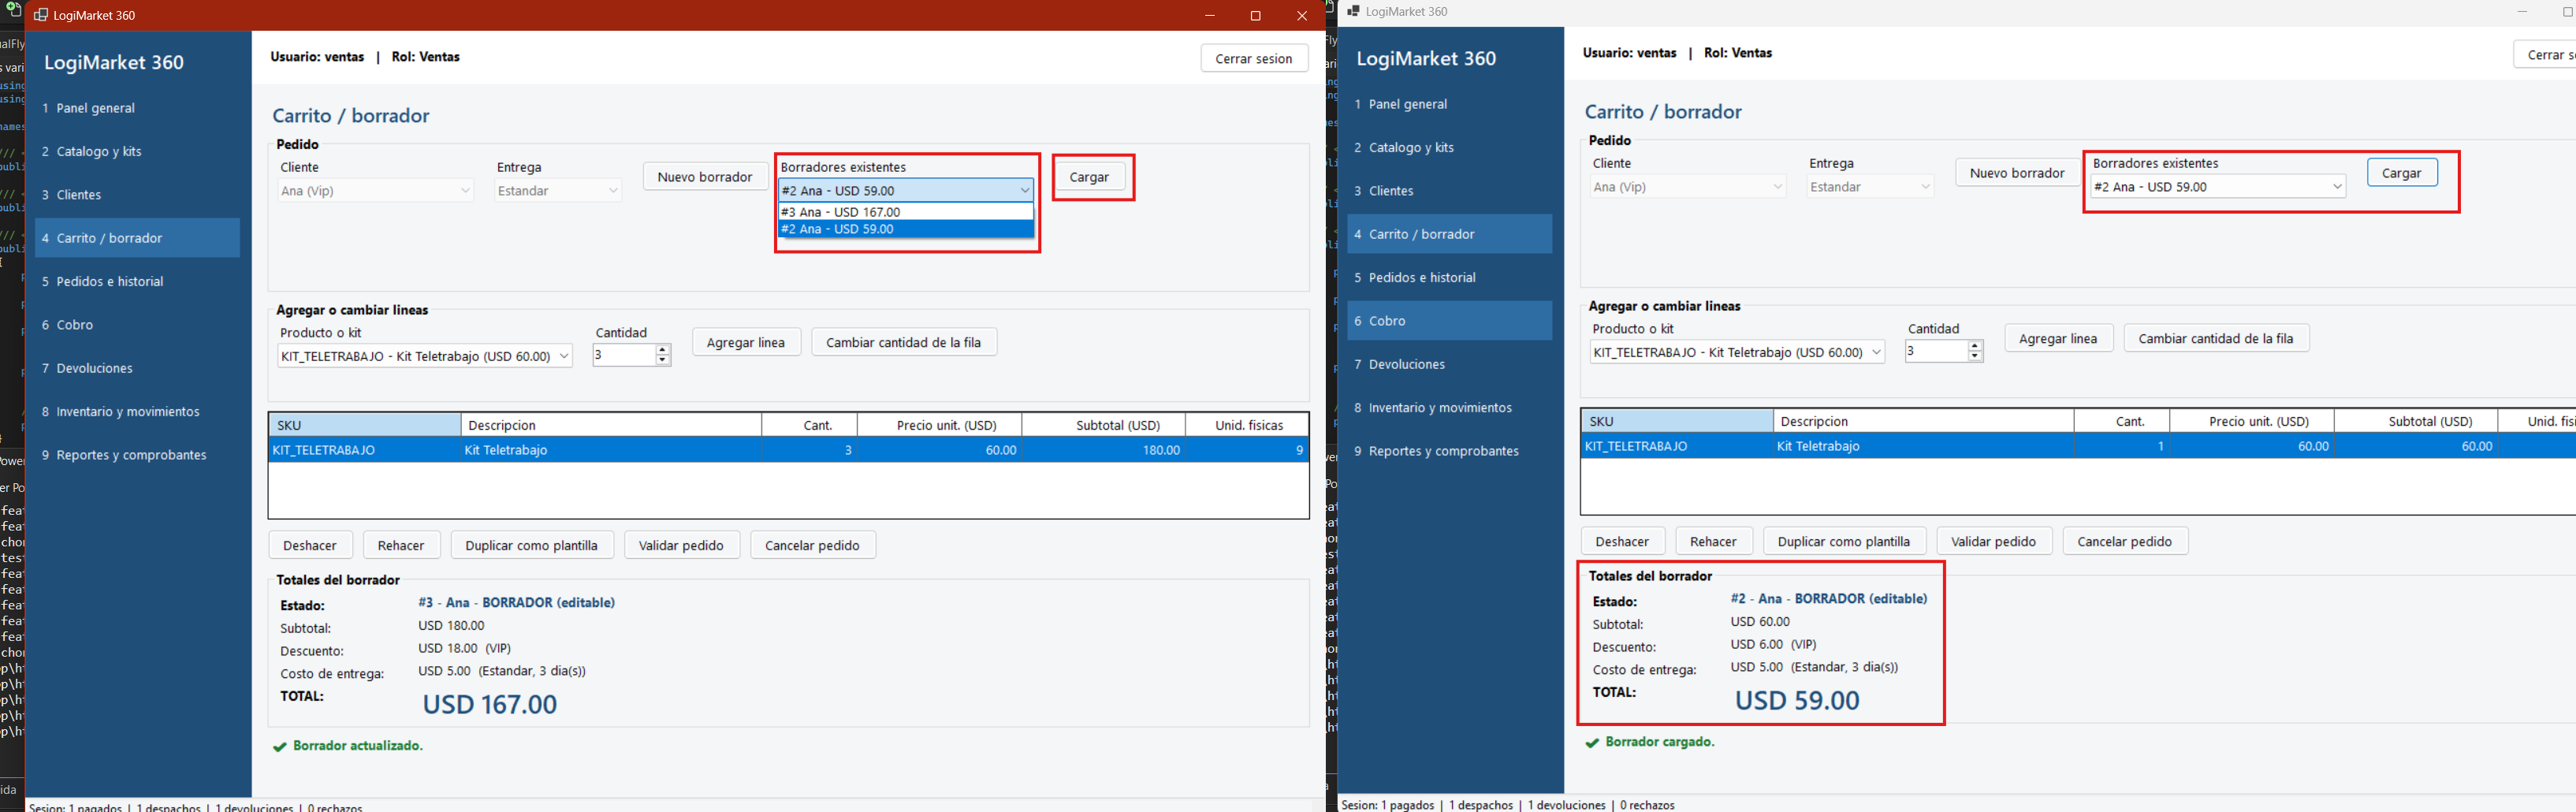 LogiMarket 360
LogiMarket 360
Usuario: ventas | Rol: Ventas
Cerrar sesion
1 Panel general
2 Catalogo y kits
3 Clientes
4 Carrito / borrador
5 Pedidos e historial
6 Cobro
7 Devoluciones
8 Inventario y movimientos
9 Reportes y comprobantes
Carrito / borrador
Pedido
Cliente Entrega Borradores existentes
Ana (Vip) Estandar Nuevo borrador #2 Ana - USD 59.00 Cargar
#3 Ana - USD 167.00
#2 Ana - USD 59.00
Agregar o cambiar lineas
Producto o kit Cantidad
KIT_TELETRABAJO - Kit Teletrabajo (USD 60.00) 3 Agregar linea Cambiar cantidad de la fila
SKU Descripcion Cant. Precio unit. (USD) Subtotal (USD) Unid. fisicas
KIT_TELETRABAJO Kit Teletrabajo 3 60.00 180.00 9
Deshacer Rehacer Duplicar como plantilla Validar pedido Cancelar pedido
Totales del borrador
Estado: #3 - Ana - BORRADOR (editable)
Subtotal: USD 180.00
Descuento: USD 18.00 (VIP)
Costo de entrega: USD 5.00 (Estandar, 3 dia(s))
TOTAL: USD 167.00
Borrador actualizado.
Sesion: 1 pagados | 1 despachos | 1 devoluciones | 0 rechazos
LogiMarket 360
LogiMarket 360
Usuario: ventas | Rol: Ventas
Cerrar s
1 Panel general
2 Catalogo y kits
3 Clientes
4 Carrito / borrador
5 Pedidos e historial
6 Cobro
7 Devoluciones
8 Inventario y movimientos
9 Reportes y comprobantes
Carrito / borrador
Pedido
Cliente Entrega Borradores existentes
Ana (Vip) Estandar Nuevo borrador #2 Ana - USD 59.00 Cargar
Agregar o cambiar lineas
Producto o kit Cantidad
KIT_TELETRABAJO - Kit Teletrabajo (USD 60.00) 3 Agregar linea Cambiar cantidad de la fila
SKU Descripcion Cant. Precio unit. (USD) Subtotal (USD) Unid. fisi
KIT_TELETRABAJO Kit Teletrabajo 1 60.00 60.00
Deshacer Rehacer Duplicar como plantilla Validar pedido Cancelar pedido
Totales del borrador
Estado: #2 - Ana - BORRADOR (editable)
Subtotal: USD 60.00
Descuento: USD 6.00 (VIP)
Costo de entrega: USD 5.00 (Estandar, 3 dia(s))
TOTAL: USD 59.00
Borrador cargado.
Sesion: 1 pagados | 1 despachos | 1 devoluciones | 0 rechazos